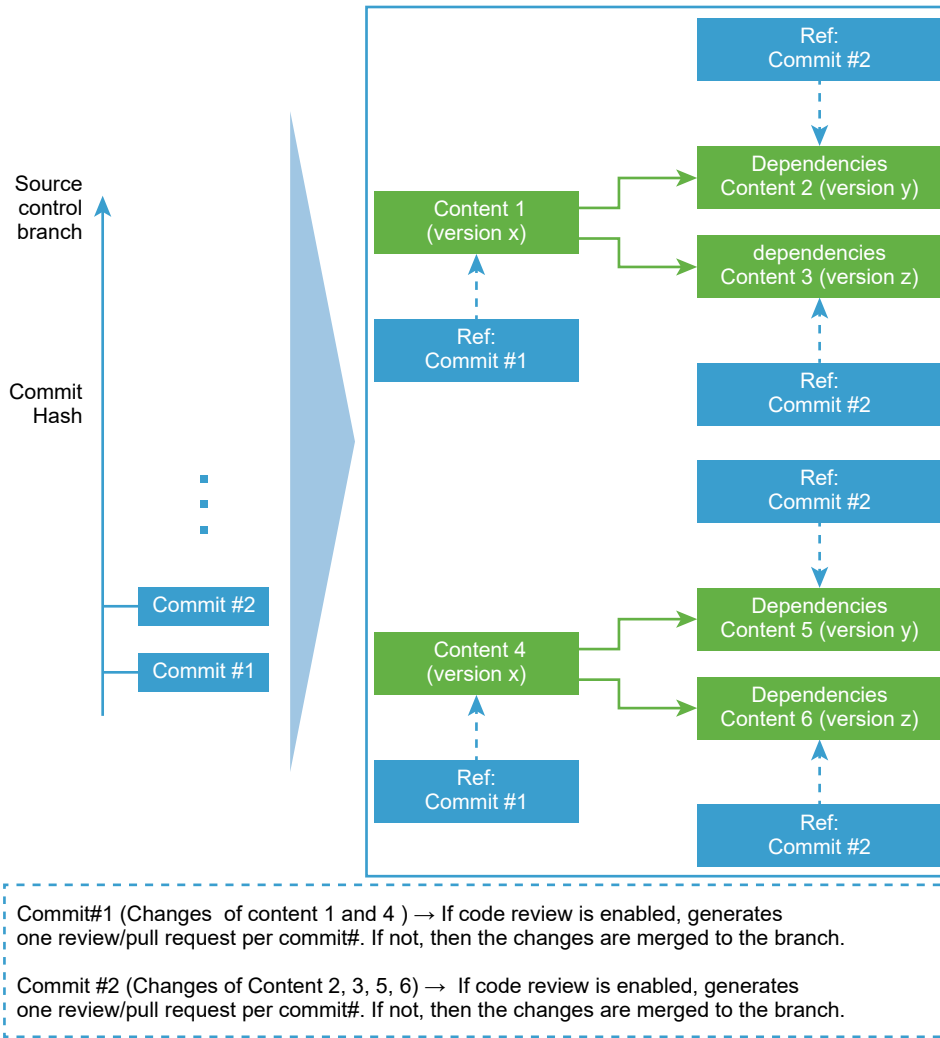 Source
control
branch
Commit
Hash
Commit #2
Commit #1
Ref:
Commit #2
Dependencies
Content 2 (version y)
Content 1
(version x)
dependencies
Content 3 (version z)
Ref:
Commit #1
Ref:
Commit #2
Ref:
Commit #2
Dependencies
Content 5 (version y)
Content 4
(version x)
Dependencies
Content 6 (version z)
Ref:
Commit #1
Ref:
Commit #2
Commit#1 (Changes  of content 1 and 4 ) → If code review is enabled, generates
one review/pull request per commit#. If not, then the changes are merged to the branch.
Commit #2 (Changes of Content 2, 3, 5, 6) →  If code review is enabled, generates
one review/pull request per commit#. If not, then the changes are merged to the branch.